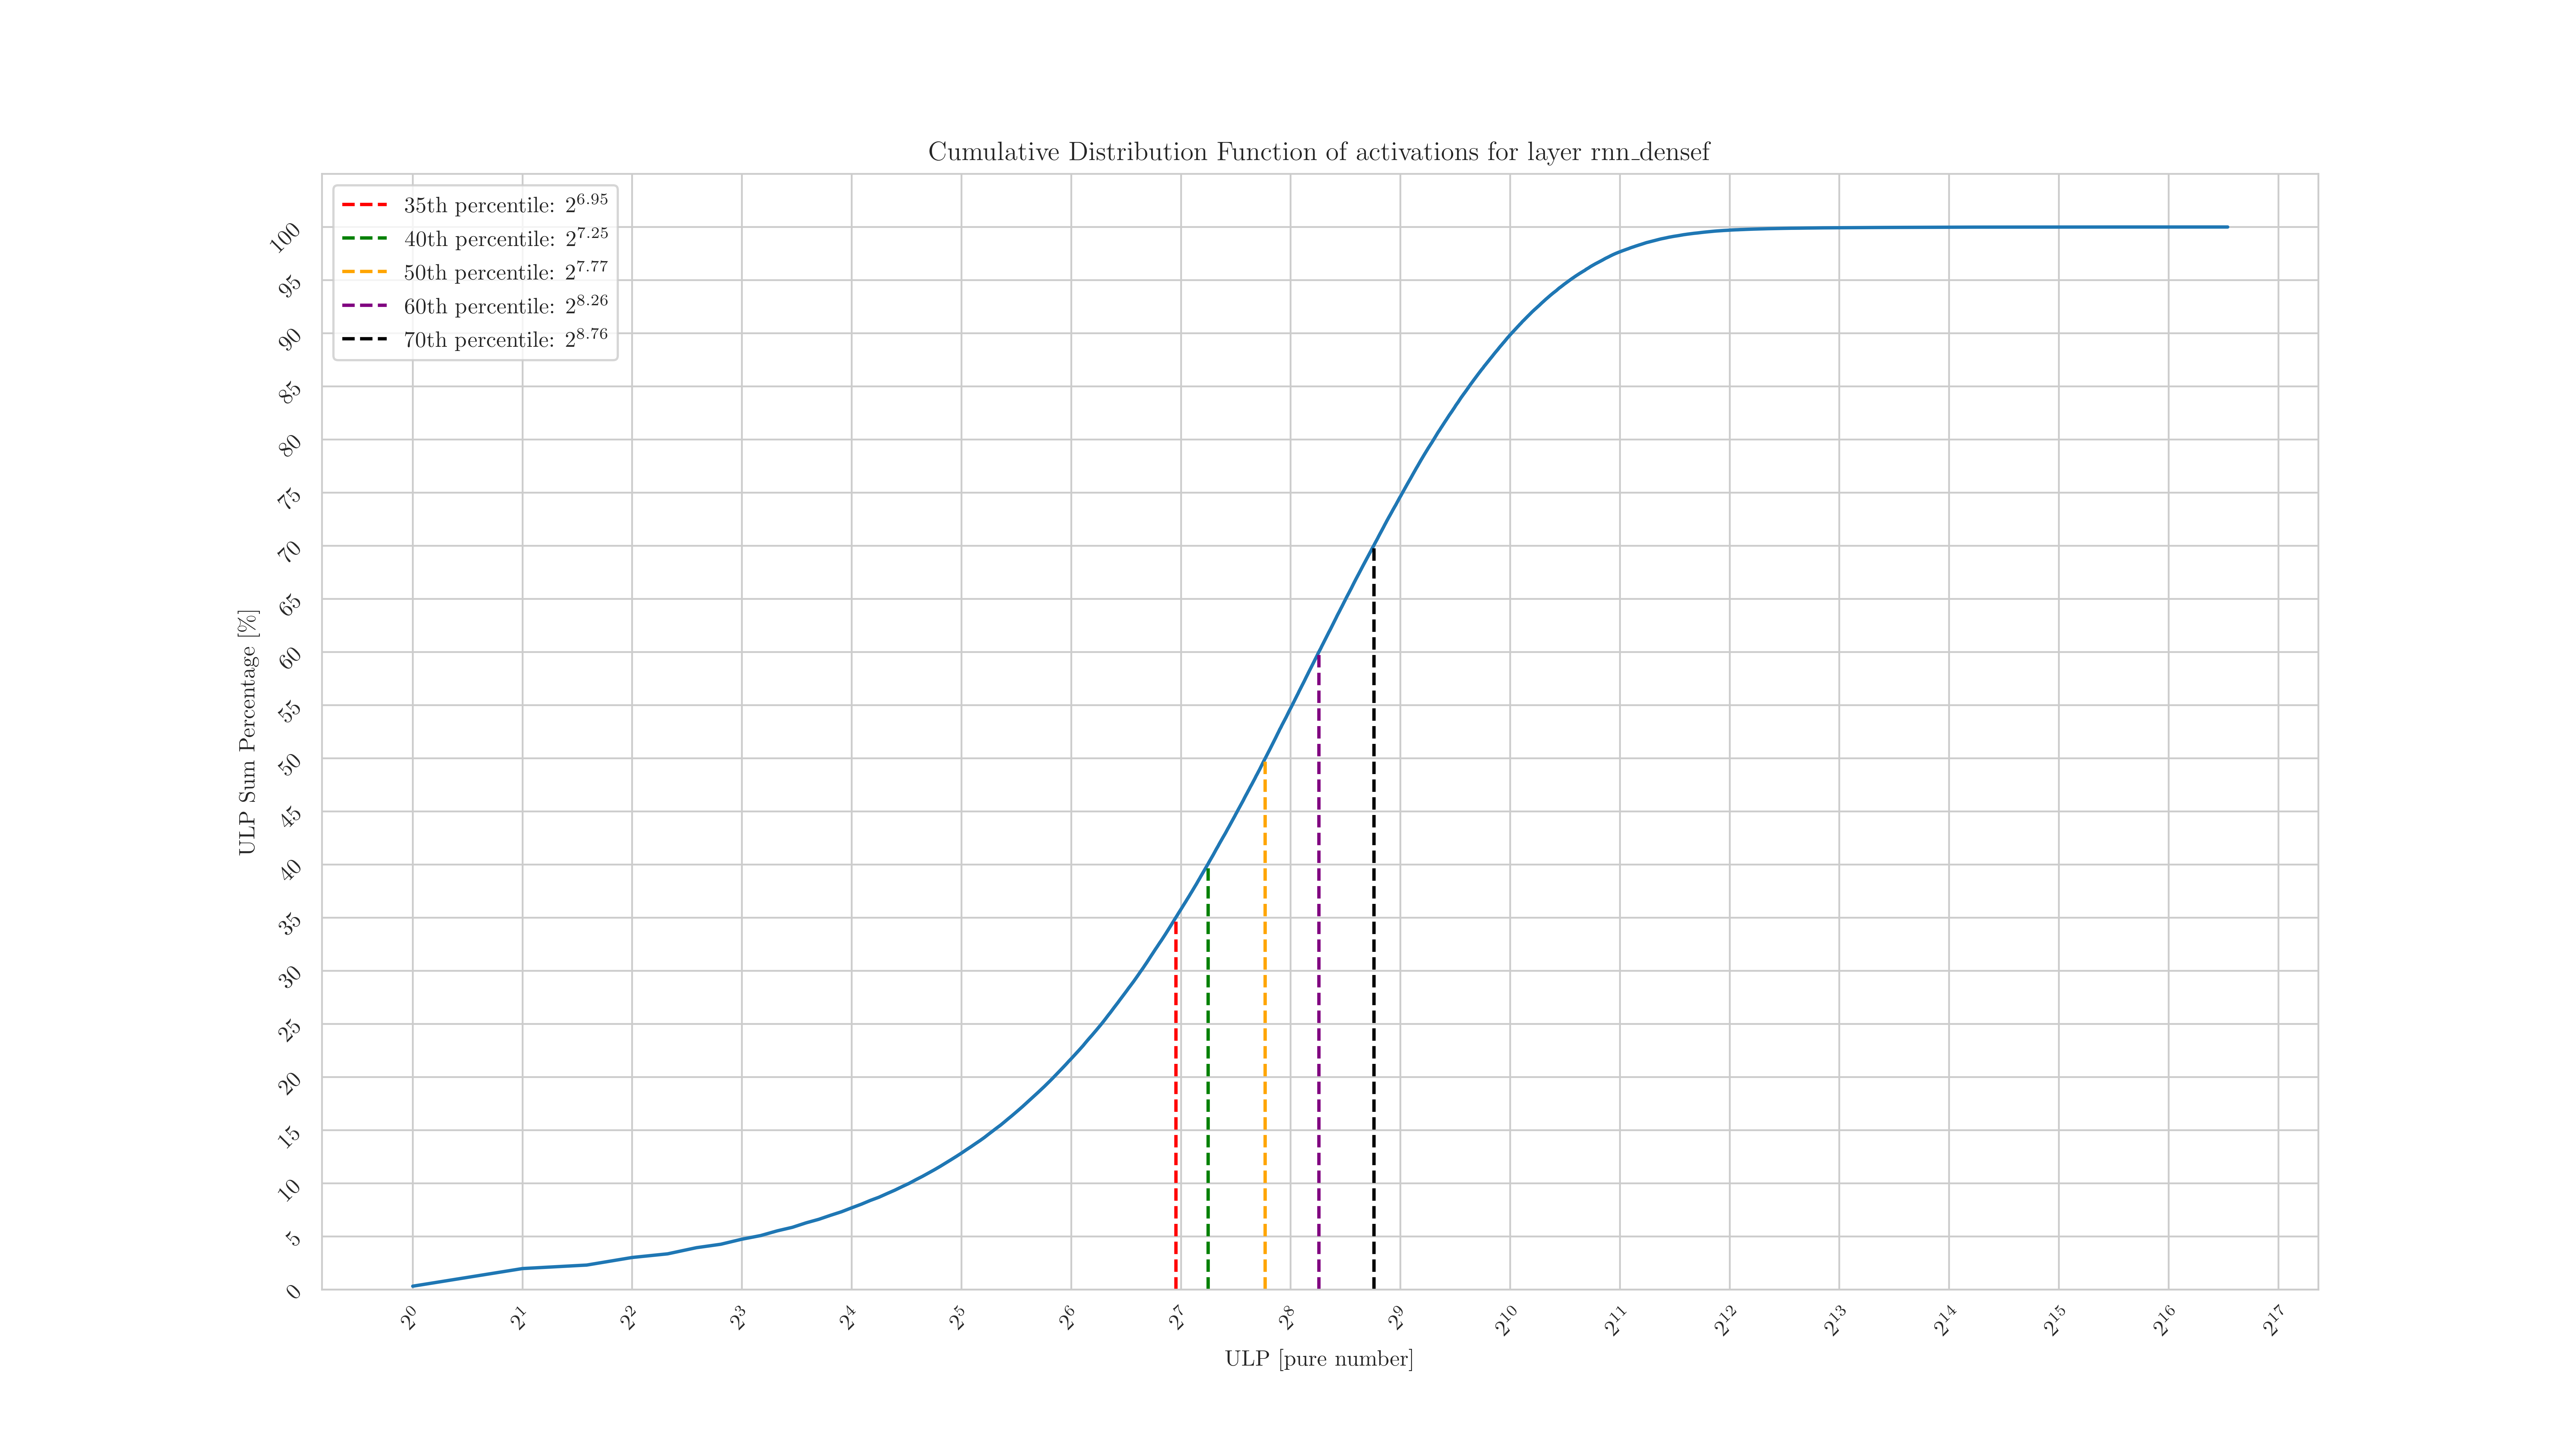 Cumulative Distribution Function of activations for layer rnn_densef
35th percentile: 2^6.95
40th percentile: 2^7.25
50th percentile: 2^7.77
60th percentile: 2^8.26
70th percentile: 2^8.76
ULP Sum Percentage [%]
100
95
90
85
80
75
70
65
60
55
50
45
40
35
30
25
20
15
10
5
0
2^0 2^1 2^2 2^3 2^4 2^5 2^6 2^7 2^8 2^9 2^10 2^11 2^12 2^13 2^14 2^15 2^16 2^17
ULP [pure number]